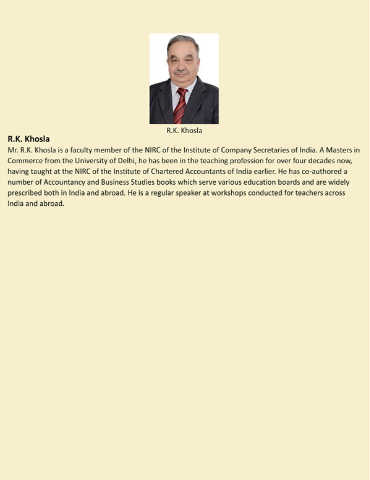 R.K. Khosla
R.K. Khosla
Mr. R.K. Khosla is a faculty member of the NIRC of the Institute of Company Secretaries of India. A Masters in
Commerce from the University of Delhi, he has been in the teaching profession for over four decades now,
having taught at the NIRC of the Institute of Chartered Accountants of India earlier. He has co-authored a
number of Accountancy and Business Studies books which serve various education boards and are widely
prescribed both in India and abroad. He is a regular speaker at workshops conducted for teachers across
India and abroad.